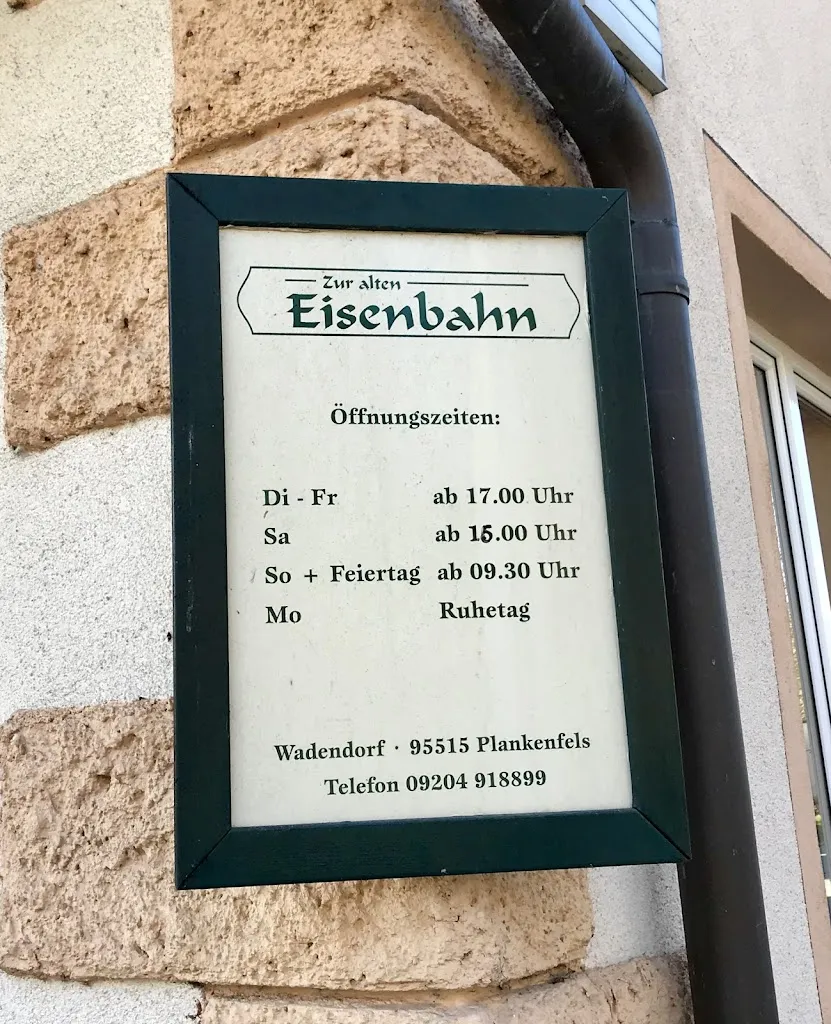 Zur alten
Eisenbahn
Öffnungszeiten:
Di - Fr ab 17.00 Uhr
Sa ab 15.00 Uhr
So + Feiertag ab 09.30 Uhr
Mo Ruhetag
Wadendorf · 95515 Plankenfels
Telefon 09204 918899